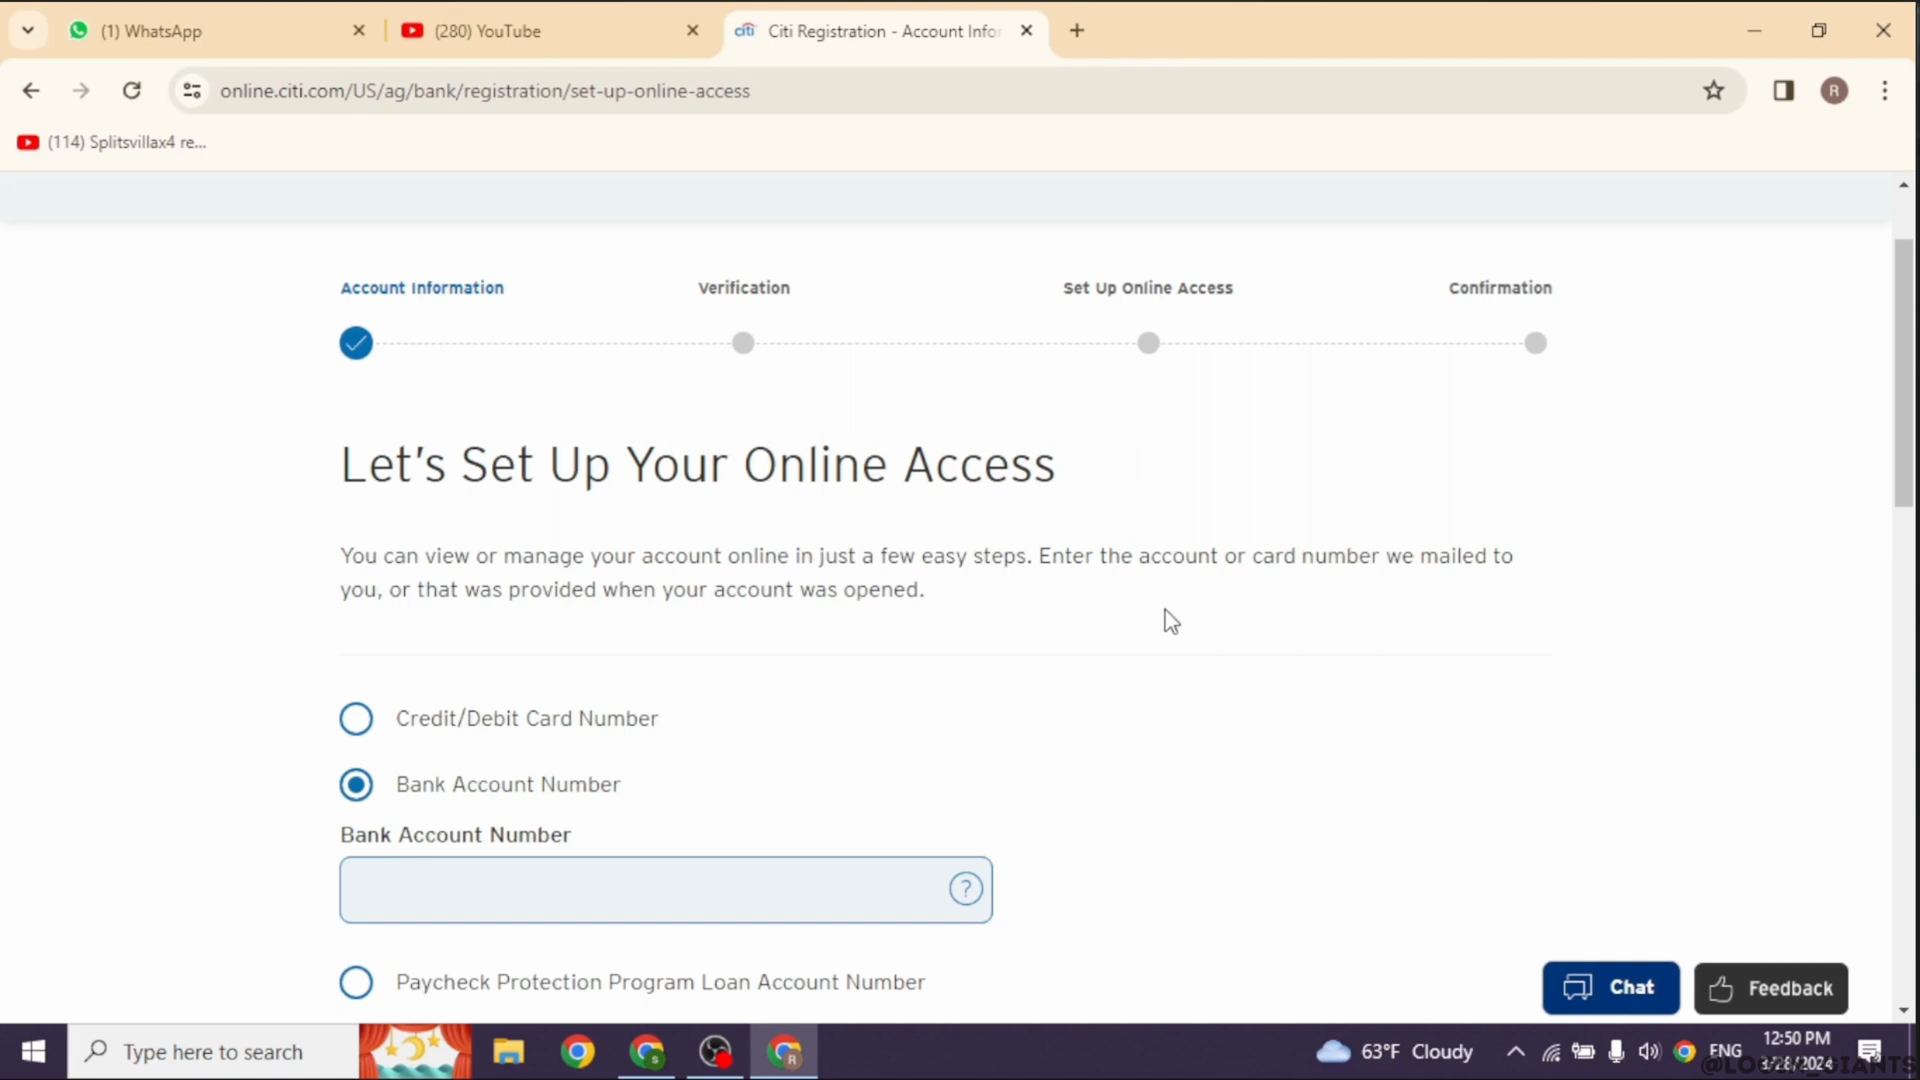 (1) WhatsApp
(280) YouTube
citi Citi Registration - Account Infor
online.citi.com/US/ag/bank/registration/set-up-online-access
R
(114) Splitsvillax4 re...
Account Information
Verification
Set Up Online Access
Confirmation
Let's Set Up Your Online Access
You can view or manage your account online in just a few easy steps. Enter the account or card number we mailed to
you, or that was provided when your account was opened.
Credit/Debit Card Number
Bank Account Number
Bank Account Number
?
Paycheck Protection Program Loan Account Number
Chat
Feedback
Type here to search
63°F Cloudy
ENG
12:50 PM
3/28/2024